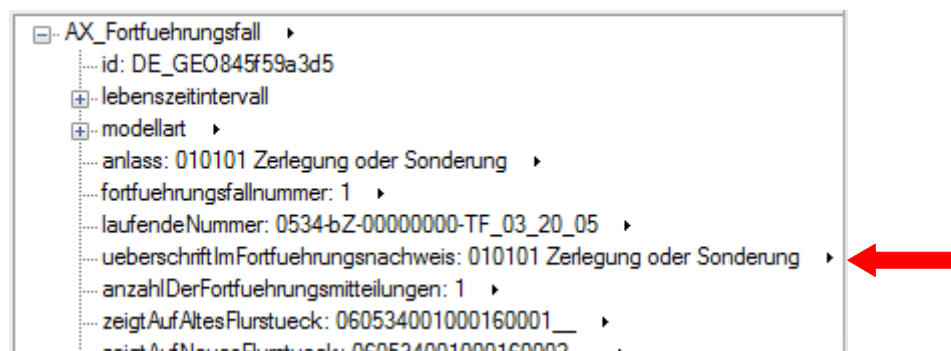 AX_Fortfuehrungsfall
id: DE_GEO845f59a3d5
lebenszeitintervall
modellart
anlass: 010101 Zerlegung oder Sonderung
fortfuehrungsfallnummer: 1
laufendeNummer: 0534-bZ-00000000-TF_03_20_05
ueberschriftImFortfuehrungsnachweis: 010101 Zerlegung oder Sonderung
anzahlDerFortfuehrungsmitteilungen: 1
zeigtAufAltesFlurstueck: 060534001000160001__
zeigtAufNeuesFlurstueck: